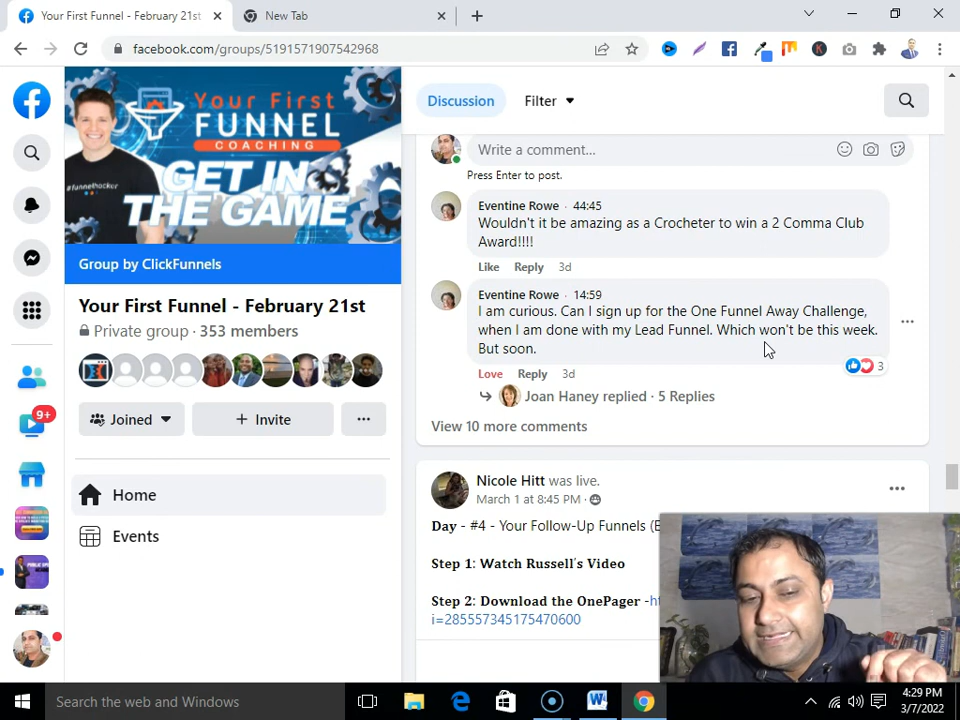 Your First Funnel - February 21st
New Tab
facebook.com/groups/5191571907542968
Your First
FUNNEL
COACHING
GET IN
THE GAME
#funnelhacker
Group by ClickFunnels
Your First Funnel - February 21st
Private group · 353 members
Joined
+ Invite
Home
Events
9+
Discussion
Filter
Write a comment...
Press Enter to post.
Eventine Rowe · 44:45
Wouldn't it be amazing as a Crocheter to win a 2 Comma Club
Award!!!!
Like Reply 3d
Eventine Rowe · 14:59
I am curious. Can I sign up for the One Funnel Away Challenge,
when I am done with my Lead Funnel. Which won't be this week.
But soon.
3
Love Reply 3d
Joan Haney replied · 5 Replies
View 10 more comments
Nicole Hitt was live.
March 1 at 8:45 PM ·
Day - #4 - Your Follow-Up Funnels (E
Step 1: Watch Russell's Video
Step 2: Download the OnePager -ht
i=285557345175470600
Search the web and Windows
4:29 PM
3/7/2022